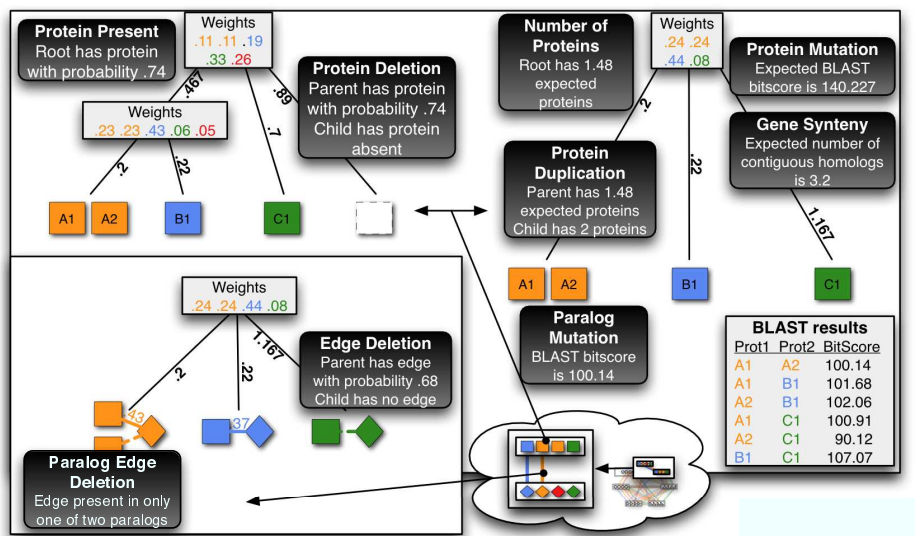 Protein Present
Root has protein
with probability .74
Weights
.11 .11 .19
.33 .26
Protein Deletion
Parent has protein
with probability .74
Child has protein
absent
.467
.89
.7
Weights
.23 .23 .43 .06 .05
.2
.22
A1
A2
B1
C1
Number of
Proteins
Root has 1.48
expected
proteins
Weights
.24 .24
.44 .08
Protein Mutation
Expected BLAST
bitscore is 140.227
.2
Gene Synteny
Expected number of
contiguous homologs
is 3.2
Protein
Duplication
Parent has 1.48
expected proteins
Child has 2 proteins
.22
1.167
A1
A2
B1
C1
Weights
.24 .24 .44 .08
.2
.22
1.167
Edge Deletion
Parent has edge
with probability .68
Child has no edge
43
37
Paralog Edge
Deletion
Edge present in only
one of two paralogs
Paralog
Mutation
BLAST bitscore
is 100.14
BLAST results
Prot1 Prot2 BitScore
A1 A2 100.14
A1 B1 101.68
A2 B1 102.06
A1 C1 100.91
A2 C1 90.12
B1 C1 107.07